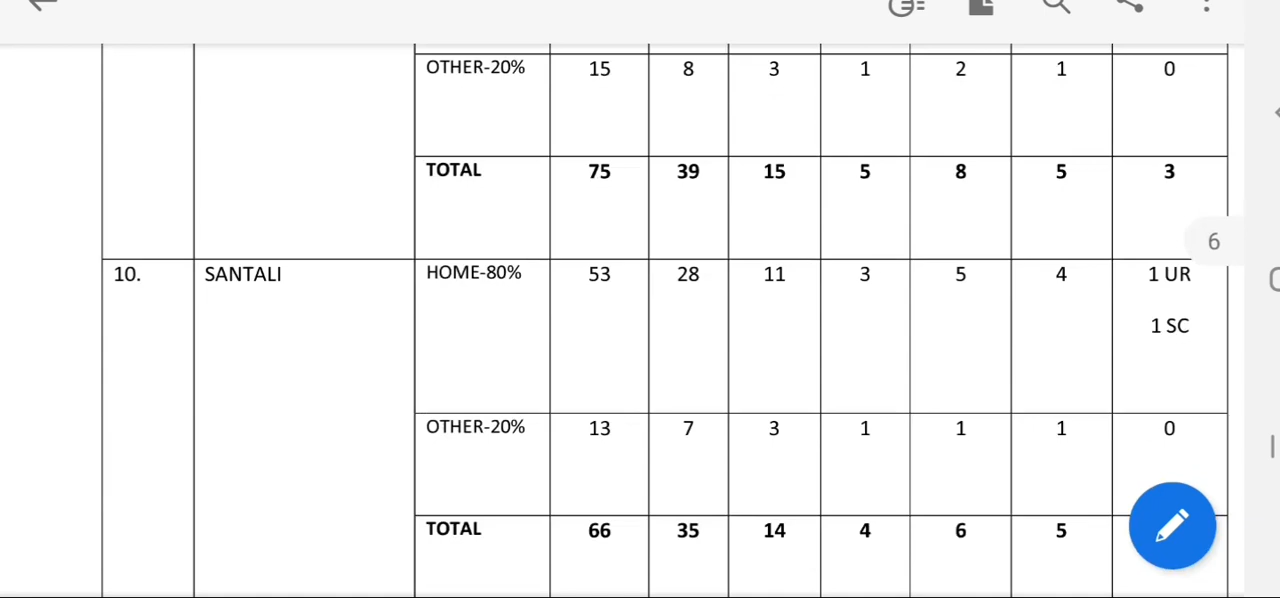 OTHER-20% 15 8 3 1 2 1 0
TOTAL 75 39 15 5 8 5 3
6
10. SANTALI HOME-80% 53 28 11 3 5 4 1 UR
1 SC
OTHER-20% 13 7 3 1 1 1 0
TOTAL 66 35 14 4 6 5